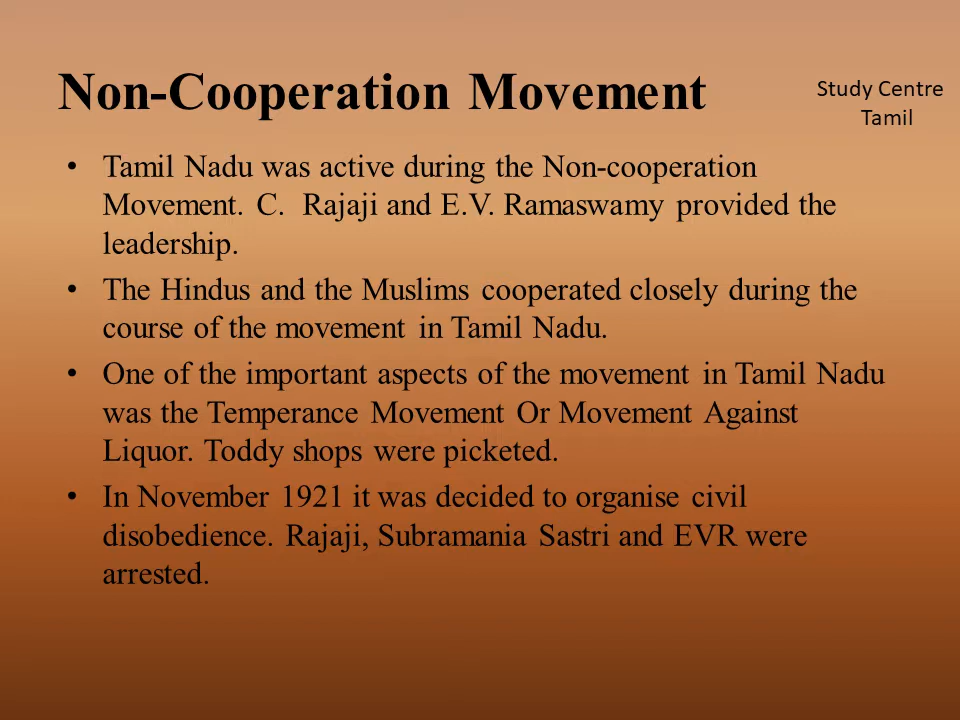 Non-Cooperation Movement
Study Centre
Tamil
• Tamil Nadu was active during the Non-cooperation
Movement. C.  Rajaji and E.V. Ramaswamy provided the
leadership.
• The Hindus and the Muslims cooperated closely during the
course of the movement in Tamil Nadu.
• One of the important aspects of the movement in Tamil Nadu
was the Temperance Movement Or Movement Against
Liquor. Toddy shops were picketed.
• In November 1921 it was decided to organise civil
disobedience. Rajaji, Subramania Sastri and EVR were
arrested.